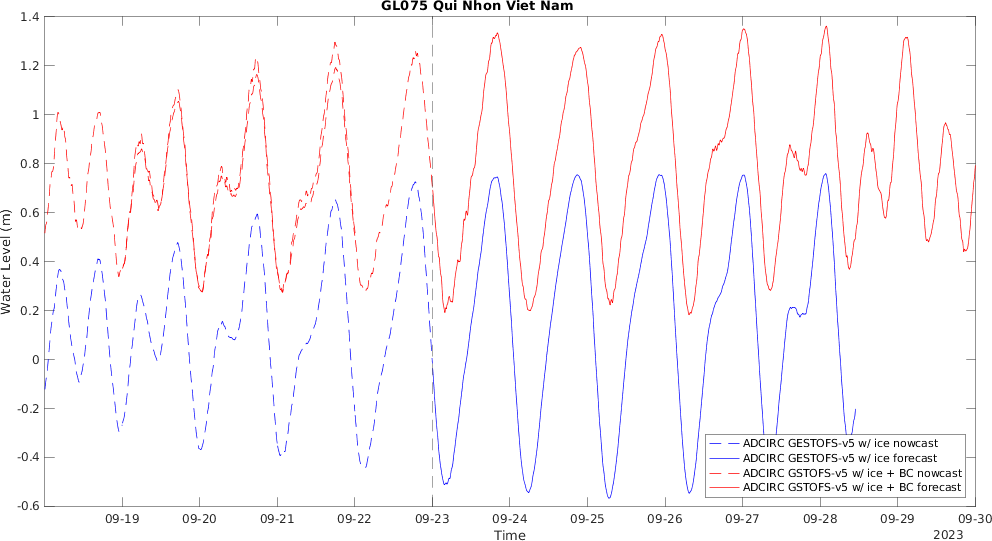 GL075 Qui Nhon Viet Nam
1.4
1.2
1
0.8
0.6
0.4
0.2
0
-0.2
-0.4
-0.6
Water Level (m)
ADCIRC GESTOFS-v5 w/ ice nowcast
ADCIRC GESTOFS-v5 w/ ice forecast
ADCIRC GSTOFS-v5 w/ ice + BC nowcast
ADCIRC GSTOFS-v5 w/ ice + BC forecast
09-19 09-20 09-21 09-22 09-23 09-24 09-25 09-26 09-27 09-28 09-29 09-30
Time
2023